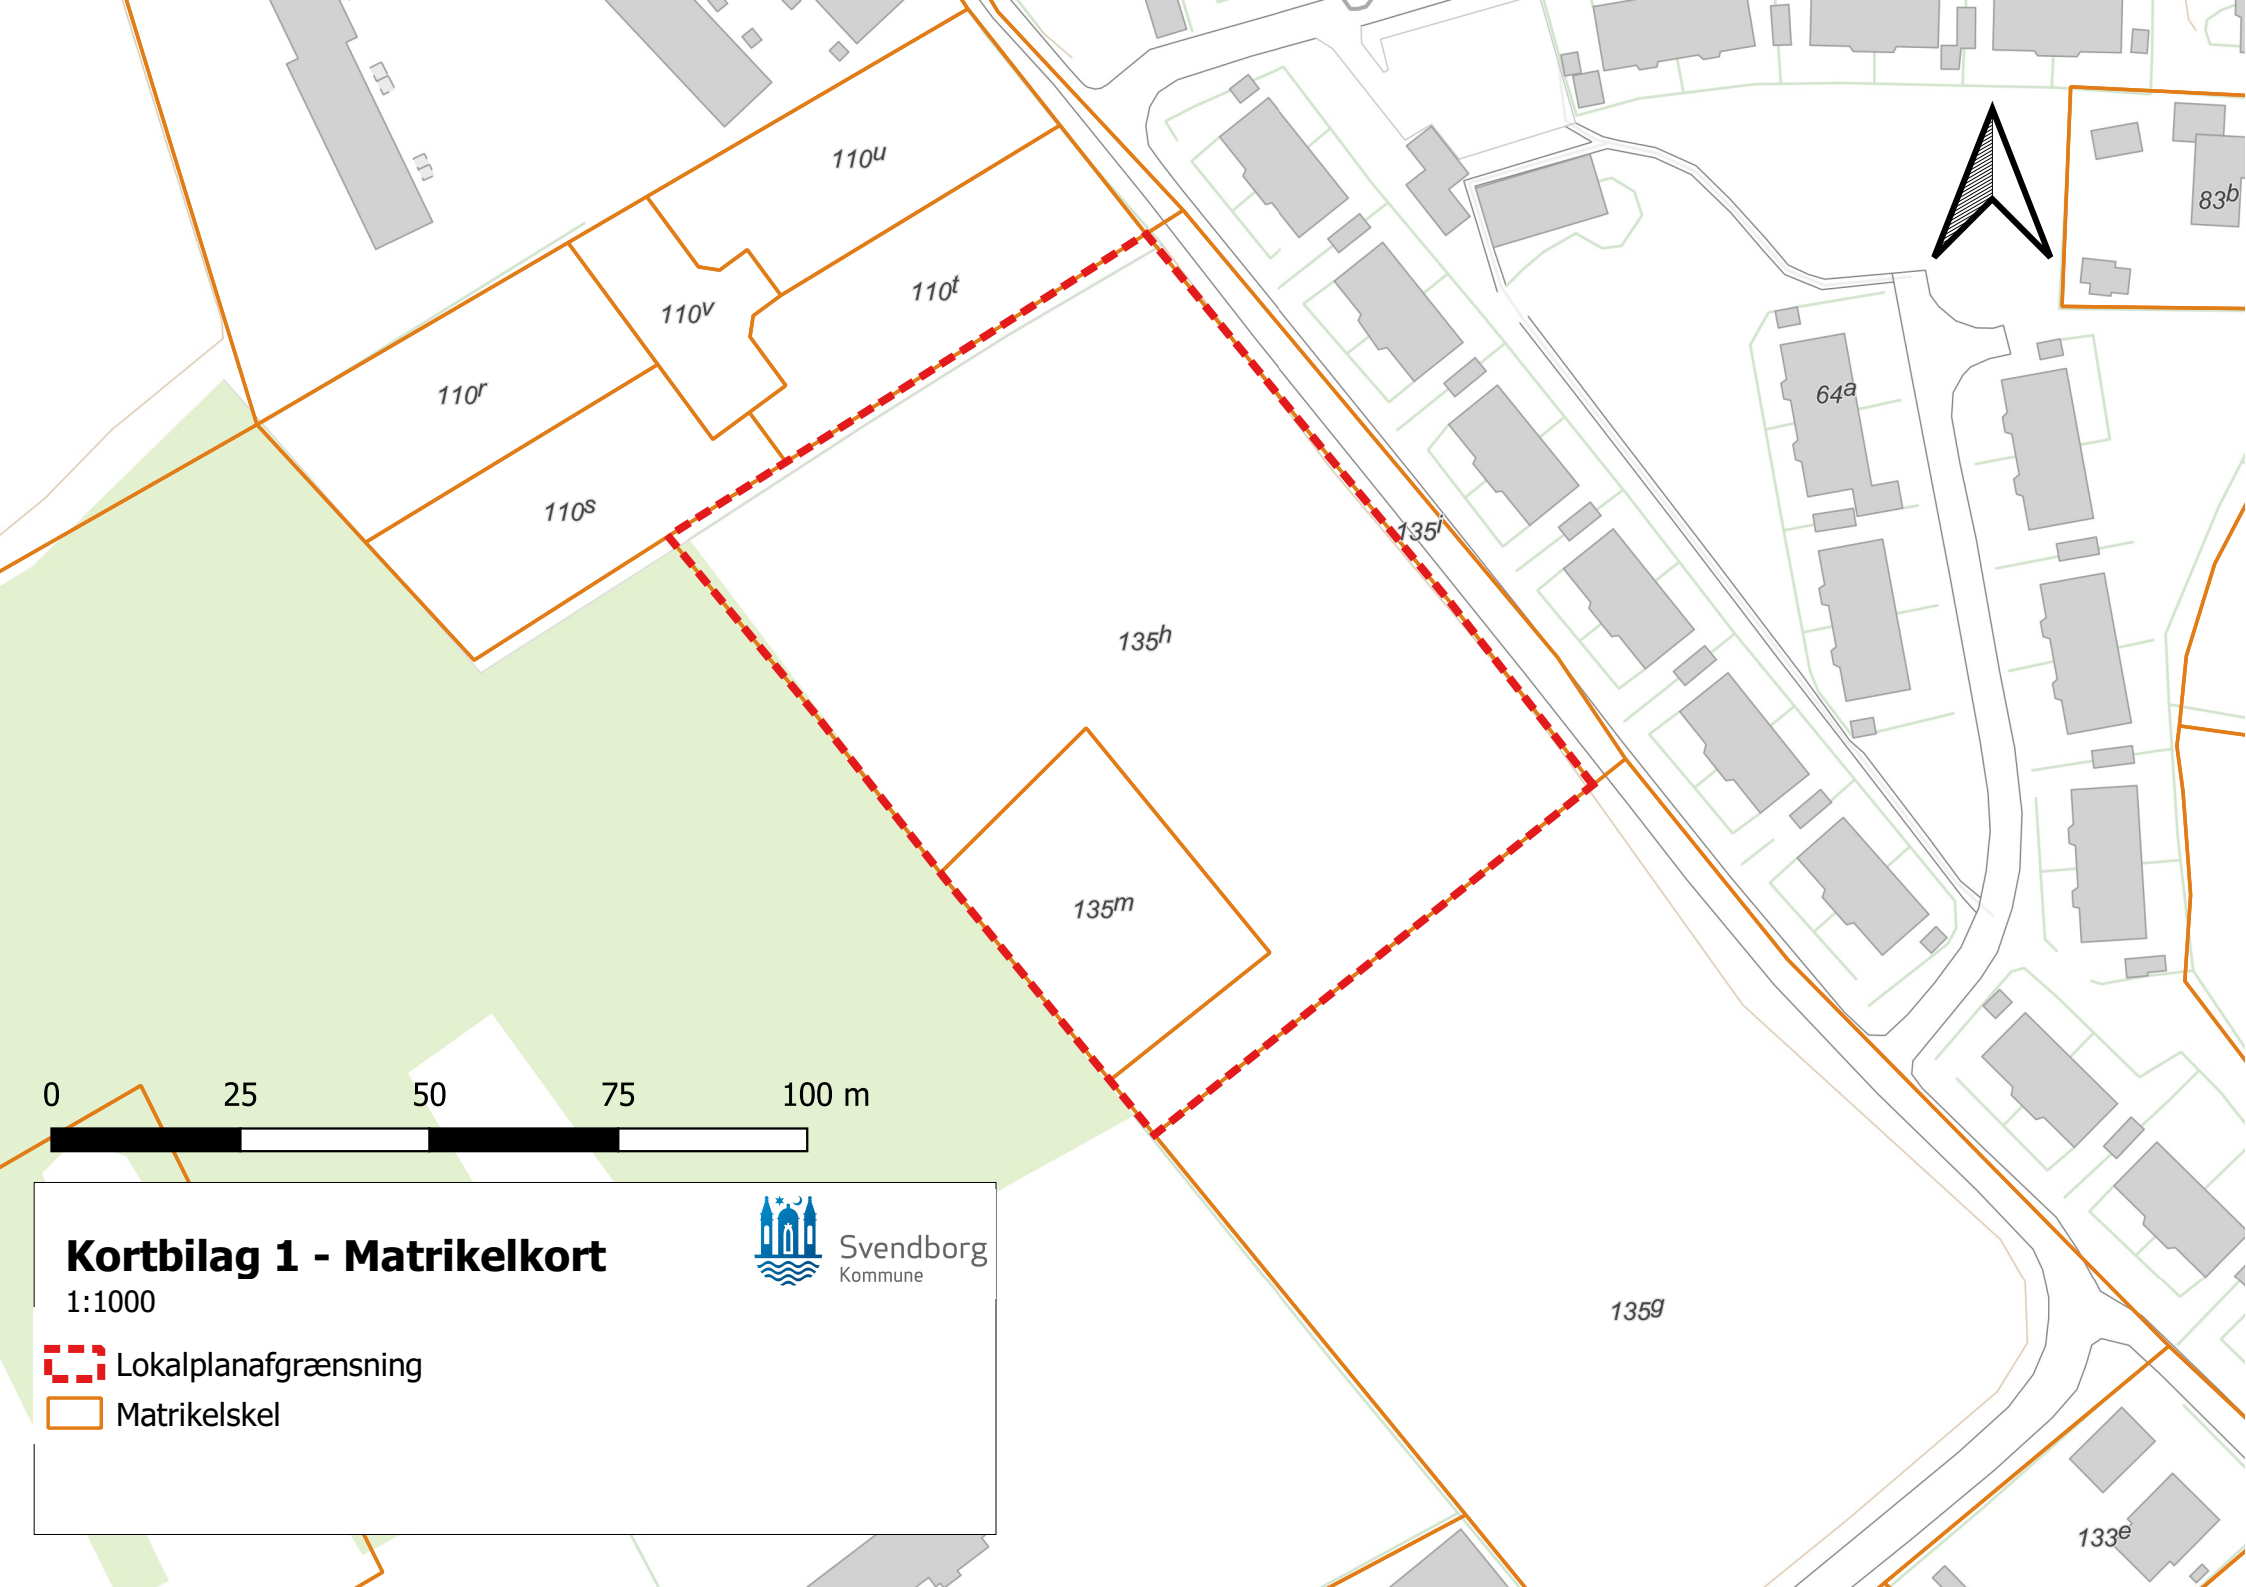 110u
83b
110t
110v
110r
64a
110s
135i
135h
135m
0 25 50 75 100 m
Kortbilag 1 - Matrikelkort
1:1000
Svendborg
Kommune
Lokalplanafgrænsning
Matrikelskel
135g
133e